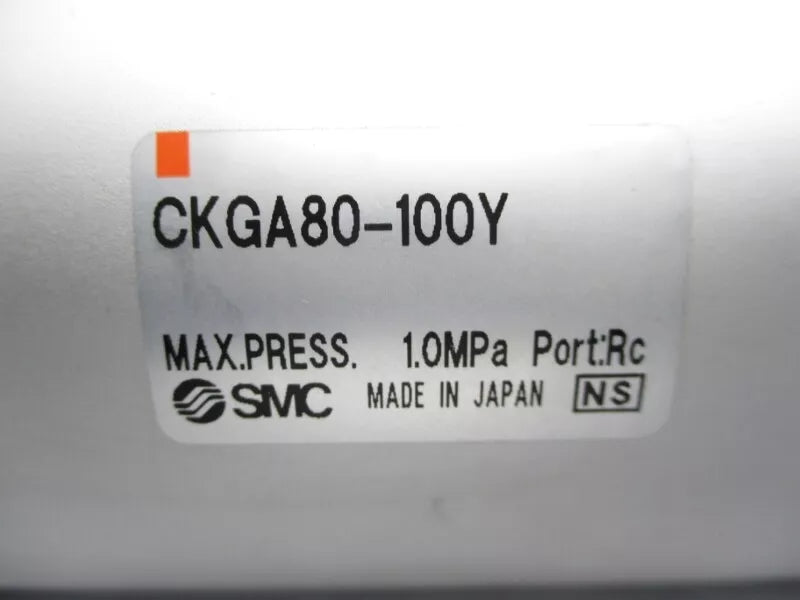 CKGA80-100Y
MAX.PRESS. 1.0MPa Port:Rc
SMC MADE IN JAPAN NS